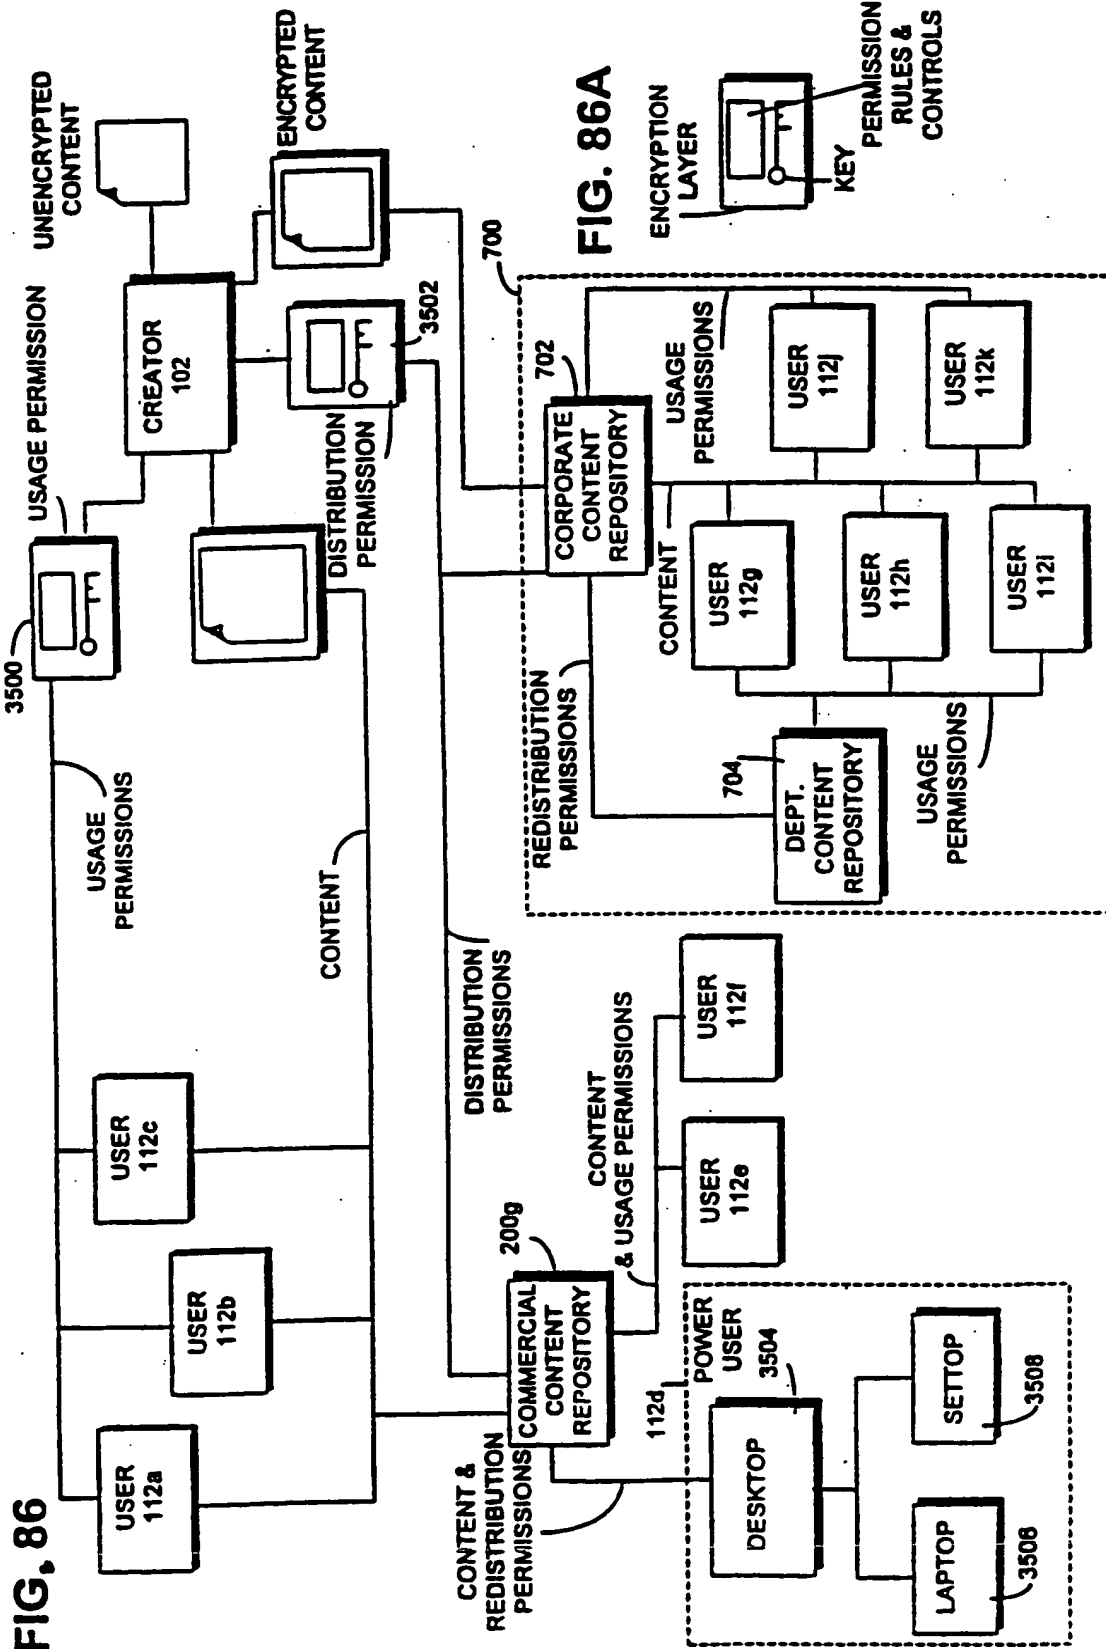 FIG. 86
USER
112a
USER
112b
USER
112c
USAGE
PERMISSIONS
3500
USAGE PERMISSION
CREATOR
102
UNENCRYPTED
CONTENT
ENCRYPTED
CONTENT
CONTENT
DISTRIBUTION
PERMISSION
3502
DISTRIBUTION
PERMISSIONS
CONTENT &
REDISTRIBUTION
PERMISSIONS
COMMERCIAL
CONTENT
REPOSITORY
200g
CONTENT
& USAGE PERMISSIONS
USER
112e
USER
112f
112d
POWER
USER
3504
DESKTOP
LAPTOP
3506
SETTOP
3508
700
CORPORATE
CONTENT
REPOSITORY
702
REDISTRIBUTION
PERMISSIONS
704
DEPT.
CONTENT
REPOSITORY
CONTENT
USAGE
PERMISSIONS
USER
112g
USER
112h
USER
112i
USAGE
PERMISSIONS
USER
112j
USER
112k
FIG. 86A
ENCRYPTION
LAYER
KEY
PERMISSION
RULES &
CONTROLS